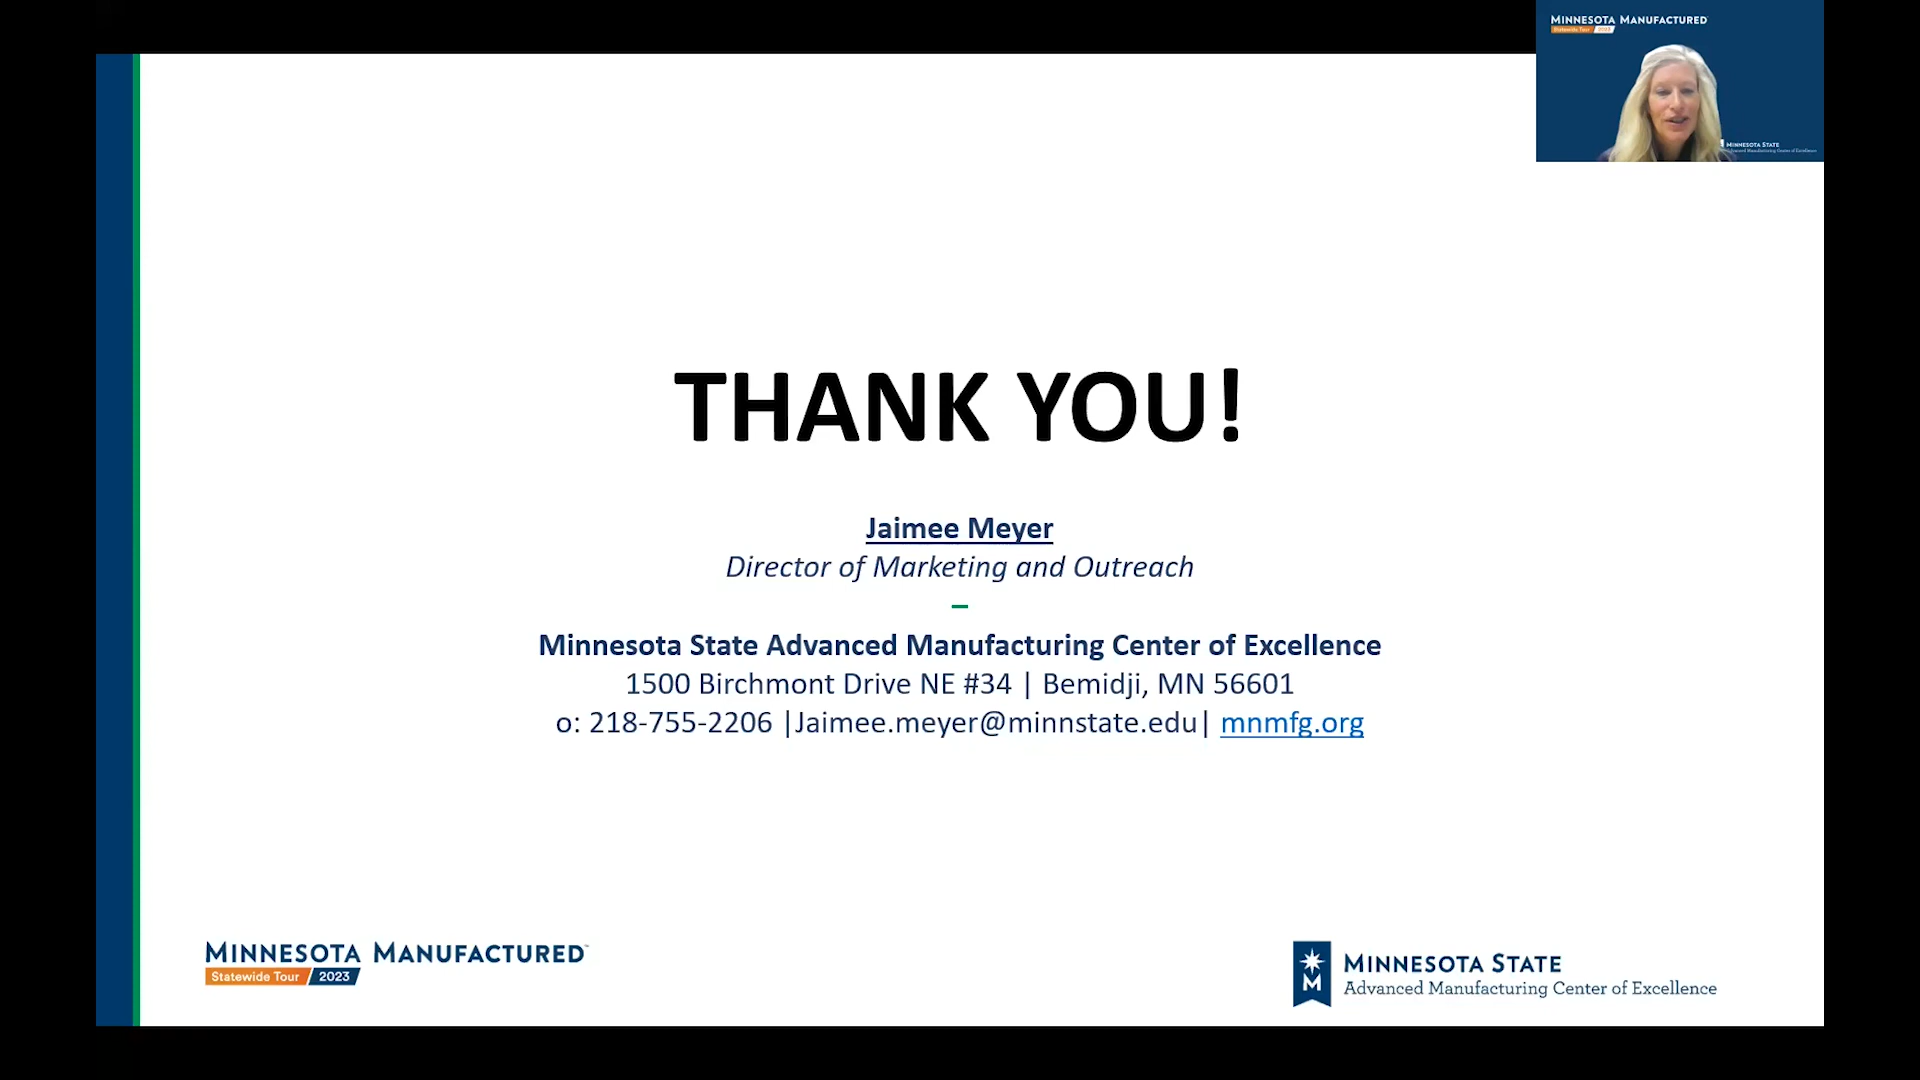 MINNESOTA MANUFACTURED
Statewide Tour
MINNESOTA STATE
Advanced Manufacturing Center of Excellence
THANK YOU!
Jaimee Meyer
Director of Marketing and Outreach
–
Minnesota State Advanced Manufacturing Center of Excellence
1500 Birchmont Drive NE #34 | Bemidji, MN 56601
o: 218-755-2206 |Jaimee.meyer@minnstate.edu| mnmfg.org
MINNESOTA MANUFACTURED™
Statewide Tour 2023
M
MINNESOTA STATE
Advanced Manufacturing Center of Excellence